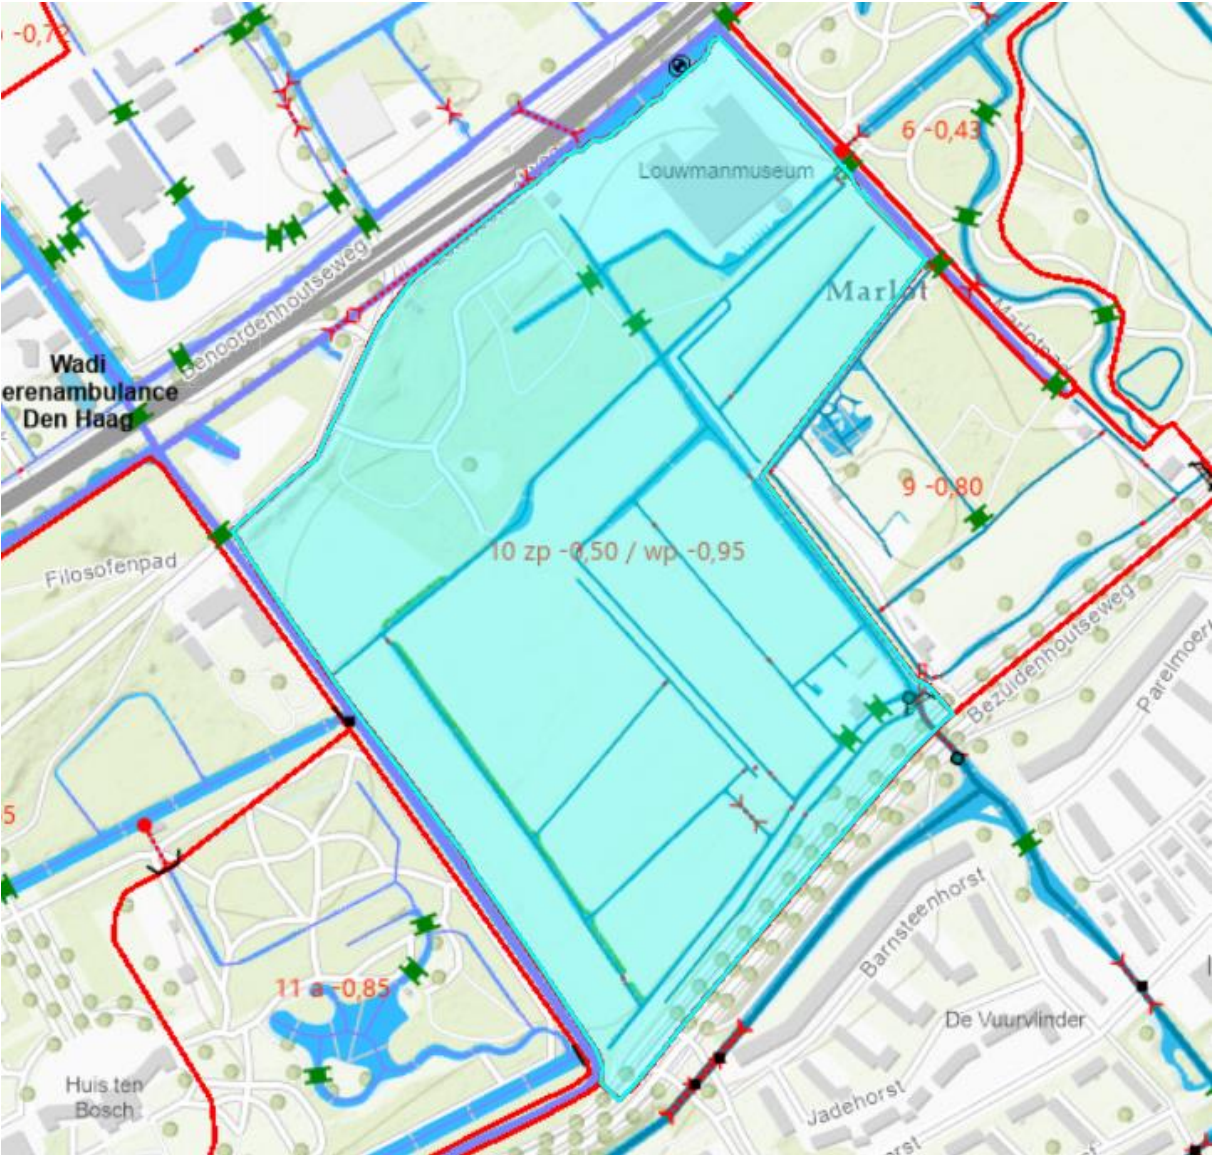 -0,72
6 -0,43
Louwmanmuseum
Marlot
Benoordenhoutseweg
Wadi
erenambulance
Den Haag
9 -0,80
10 zp -0,50 / wp -0,95
Filosofenpad
Bezuidenhoutseweg
5
Barnsteenhorst
11 a -0,85
De Vuurvlinder
Huis ten
Bosch
Jadehorst